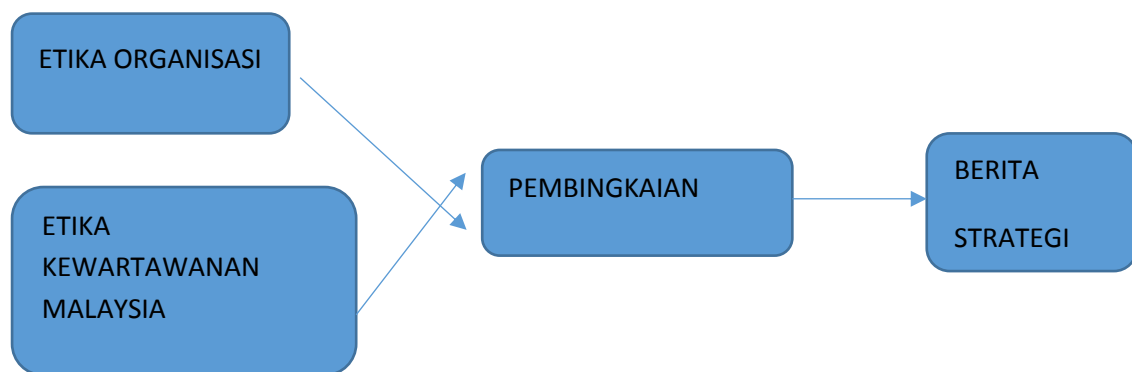 ETIKA ORGANISASI
ETIKA
KEWARTAWANAN
MALAYSIA
PEMBINGKAIAN
BERITA
STRATEGI